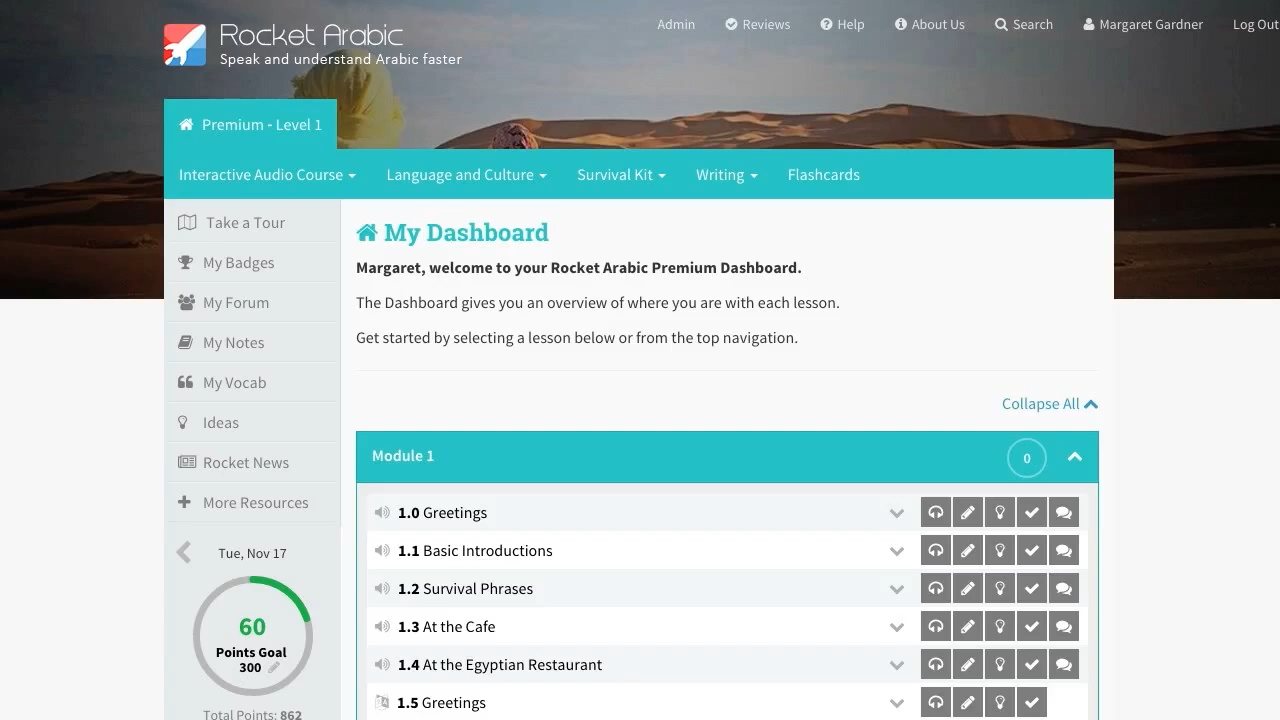 Rocket Arabic
Speak and understand Arabic faster
Admin Reviews Help About Us Search Margaret Gardner Log Out
Premium - Level 1
Interactive Audio Course Language and Culture Survival Kit Writing Flashcards
Take a Tour
My Badges
My Forum
My Notes
My Vocab
Ideas
Rocket News
More Resources
Tue, Nov 17
60
Points Goal
300
Total Points: 862
My Dashboard
Margaret, welcome to your Rocket Arabic Premium Dashboard.
The Dashboard gives you an overview of where you are with each lesson.
Get started by selecting a lesson below or from the top navigation.
Collapse All
Module 1 0
1.0 Greetings
1.1 Basic Introductions
1.2 Survival Phrases
1.3 At the Cafe
1.4 At the Egyptian Restaurant
1.5 Greetings